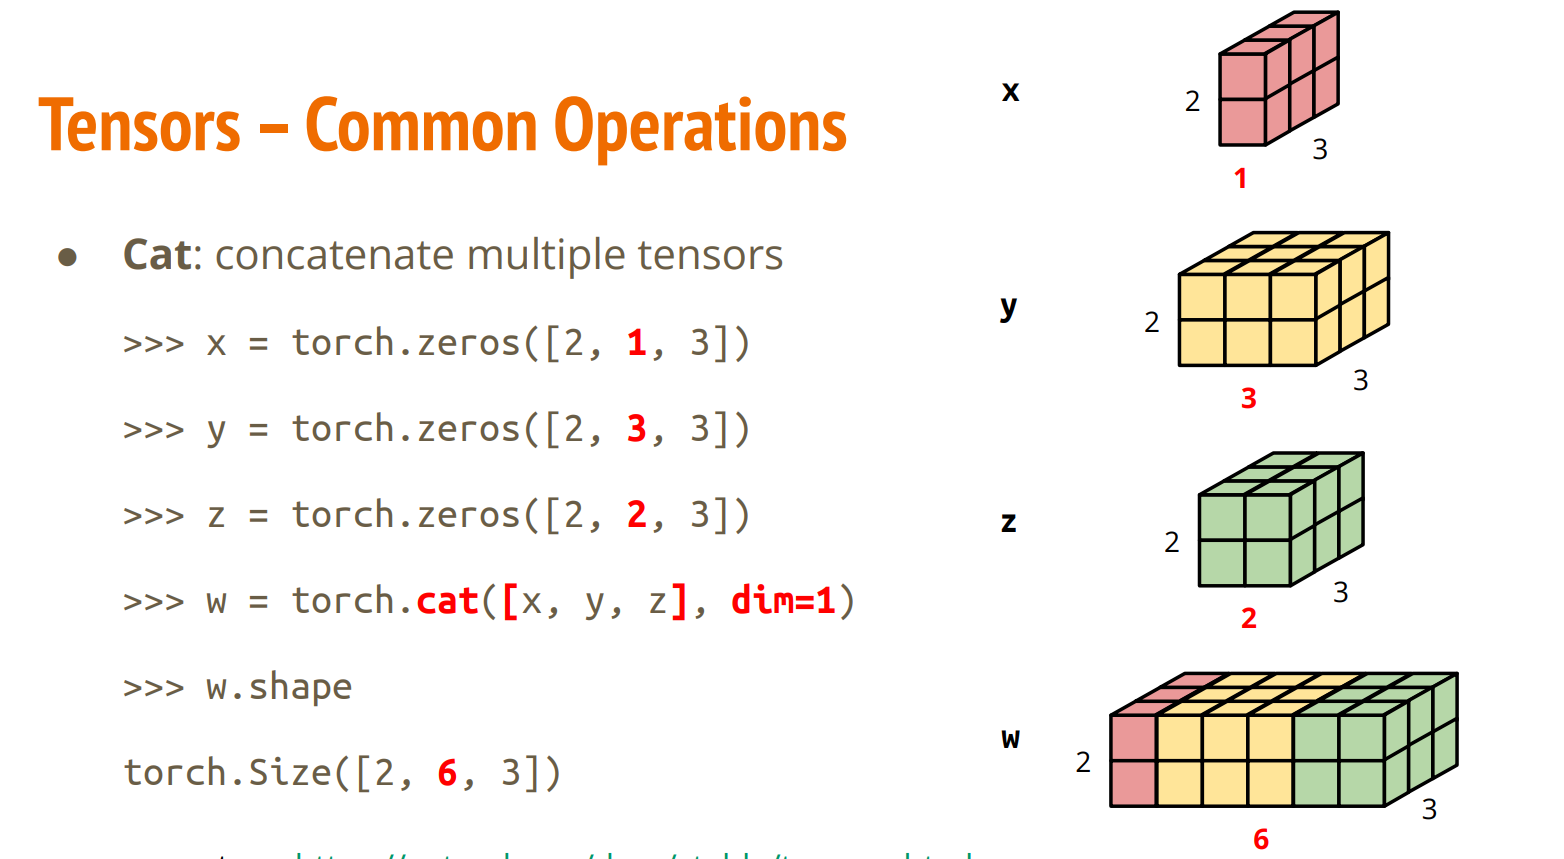 Tensors – Common Operations
● Cat: concatenate multiple tensors
>>> x = torch.zeros([2, 1, 3])
>>> y = torch.zeros([2, 3, 3])
>>> z = torch.zeros([2, 2, 3])
>>> w = torch.cat([x, y, z], dim=1)
>>> w.shape
torch.Size([2, 6, 3])
x
2
3
1
y
2
3
3
z
2
3
2
w
2
3
6